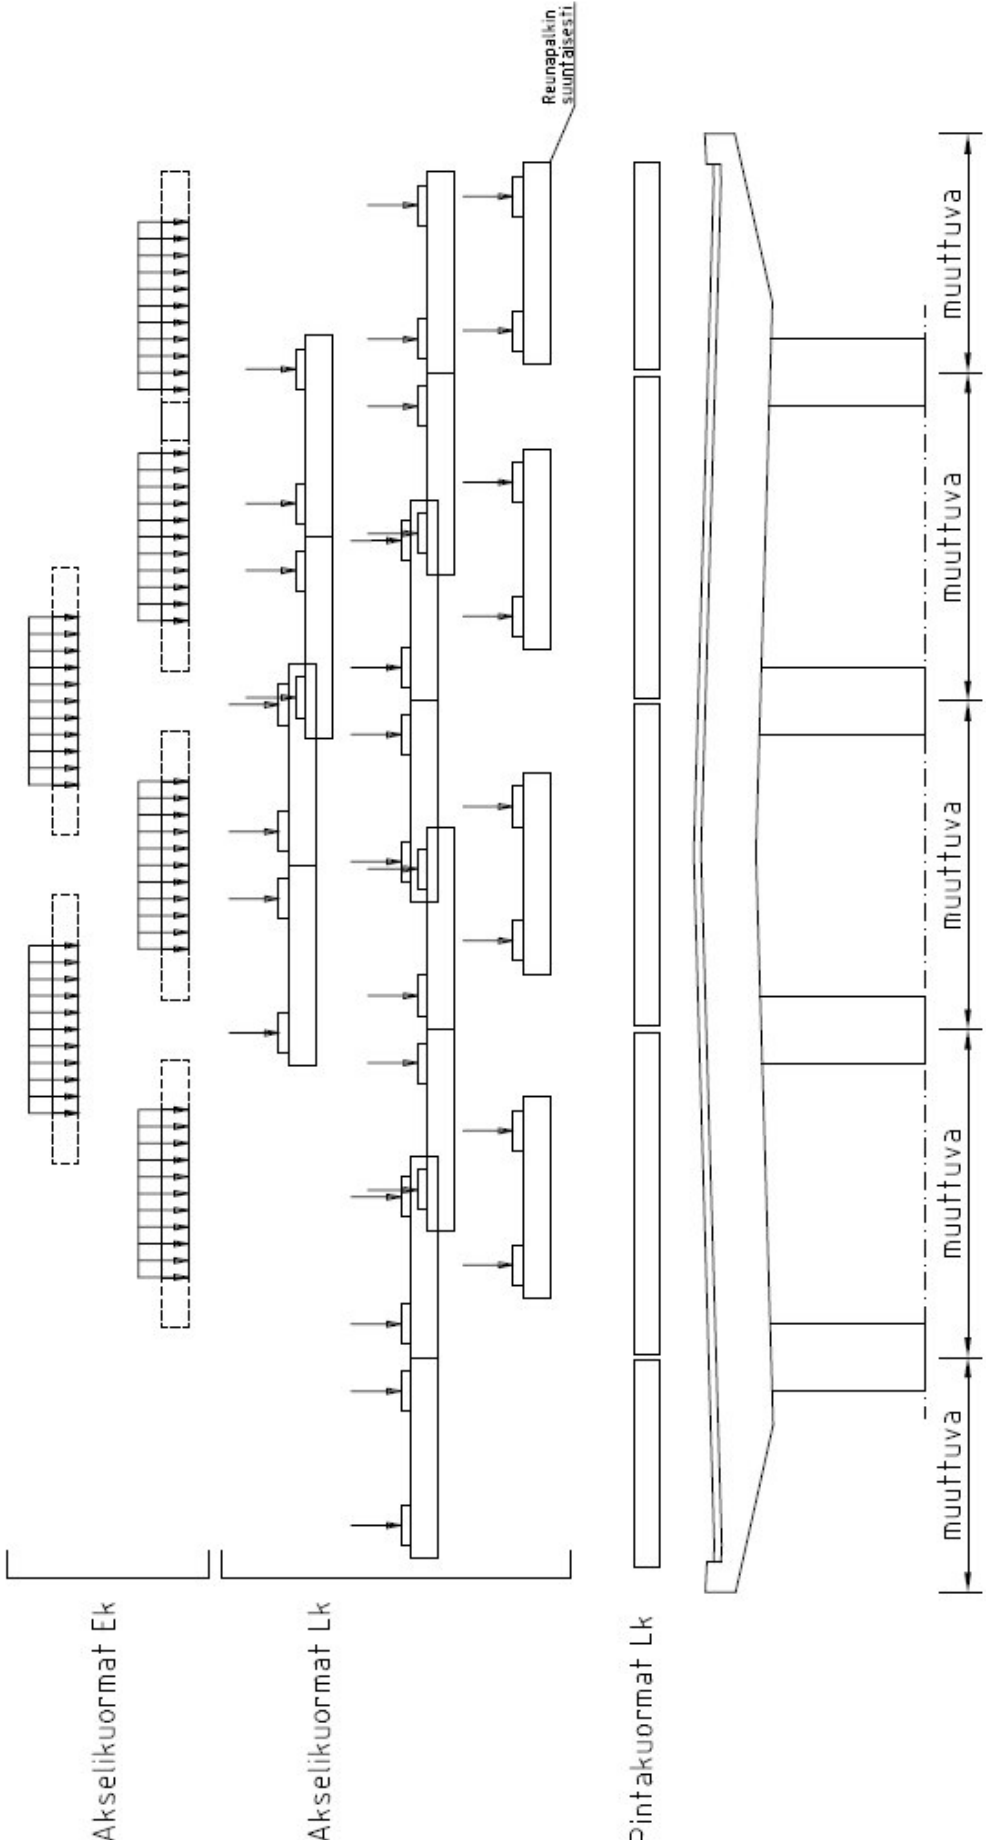 Akselikuormat Ek
Akselikuormat Lk
Reunapalkin
suuntaisesti
Pintakuormat Lk
muuttuva
muuttuva
muuttuva
muuttuva
muuttuva